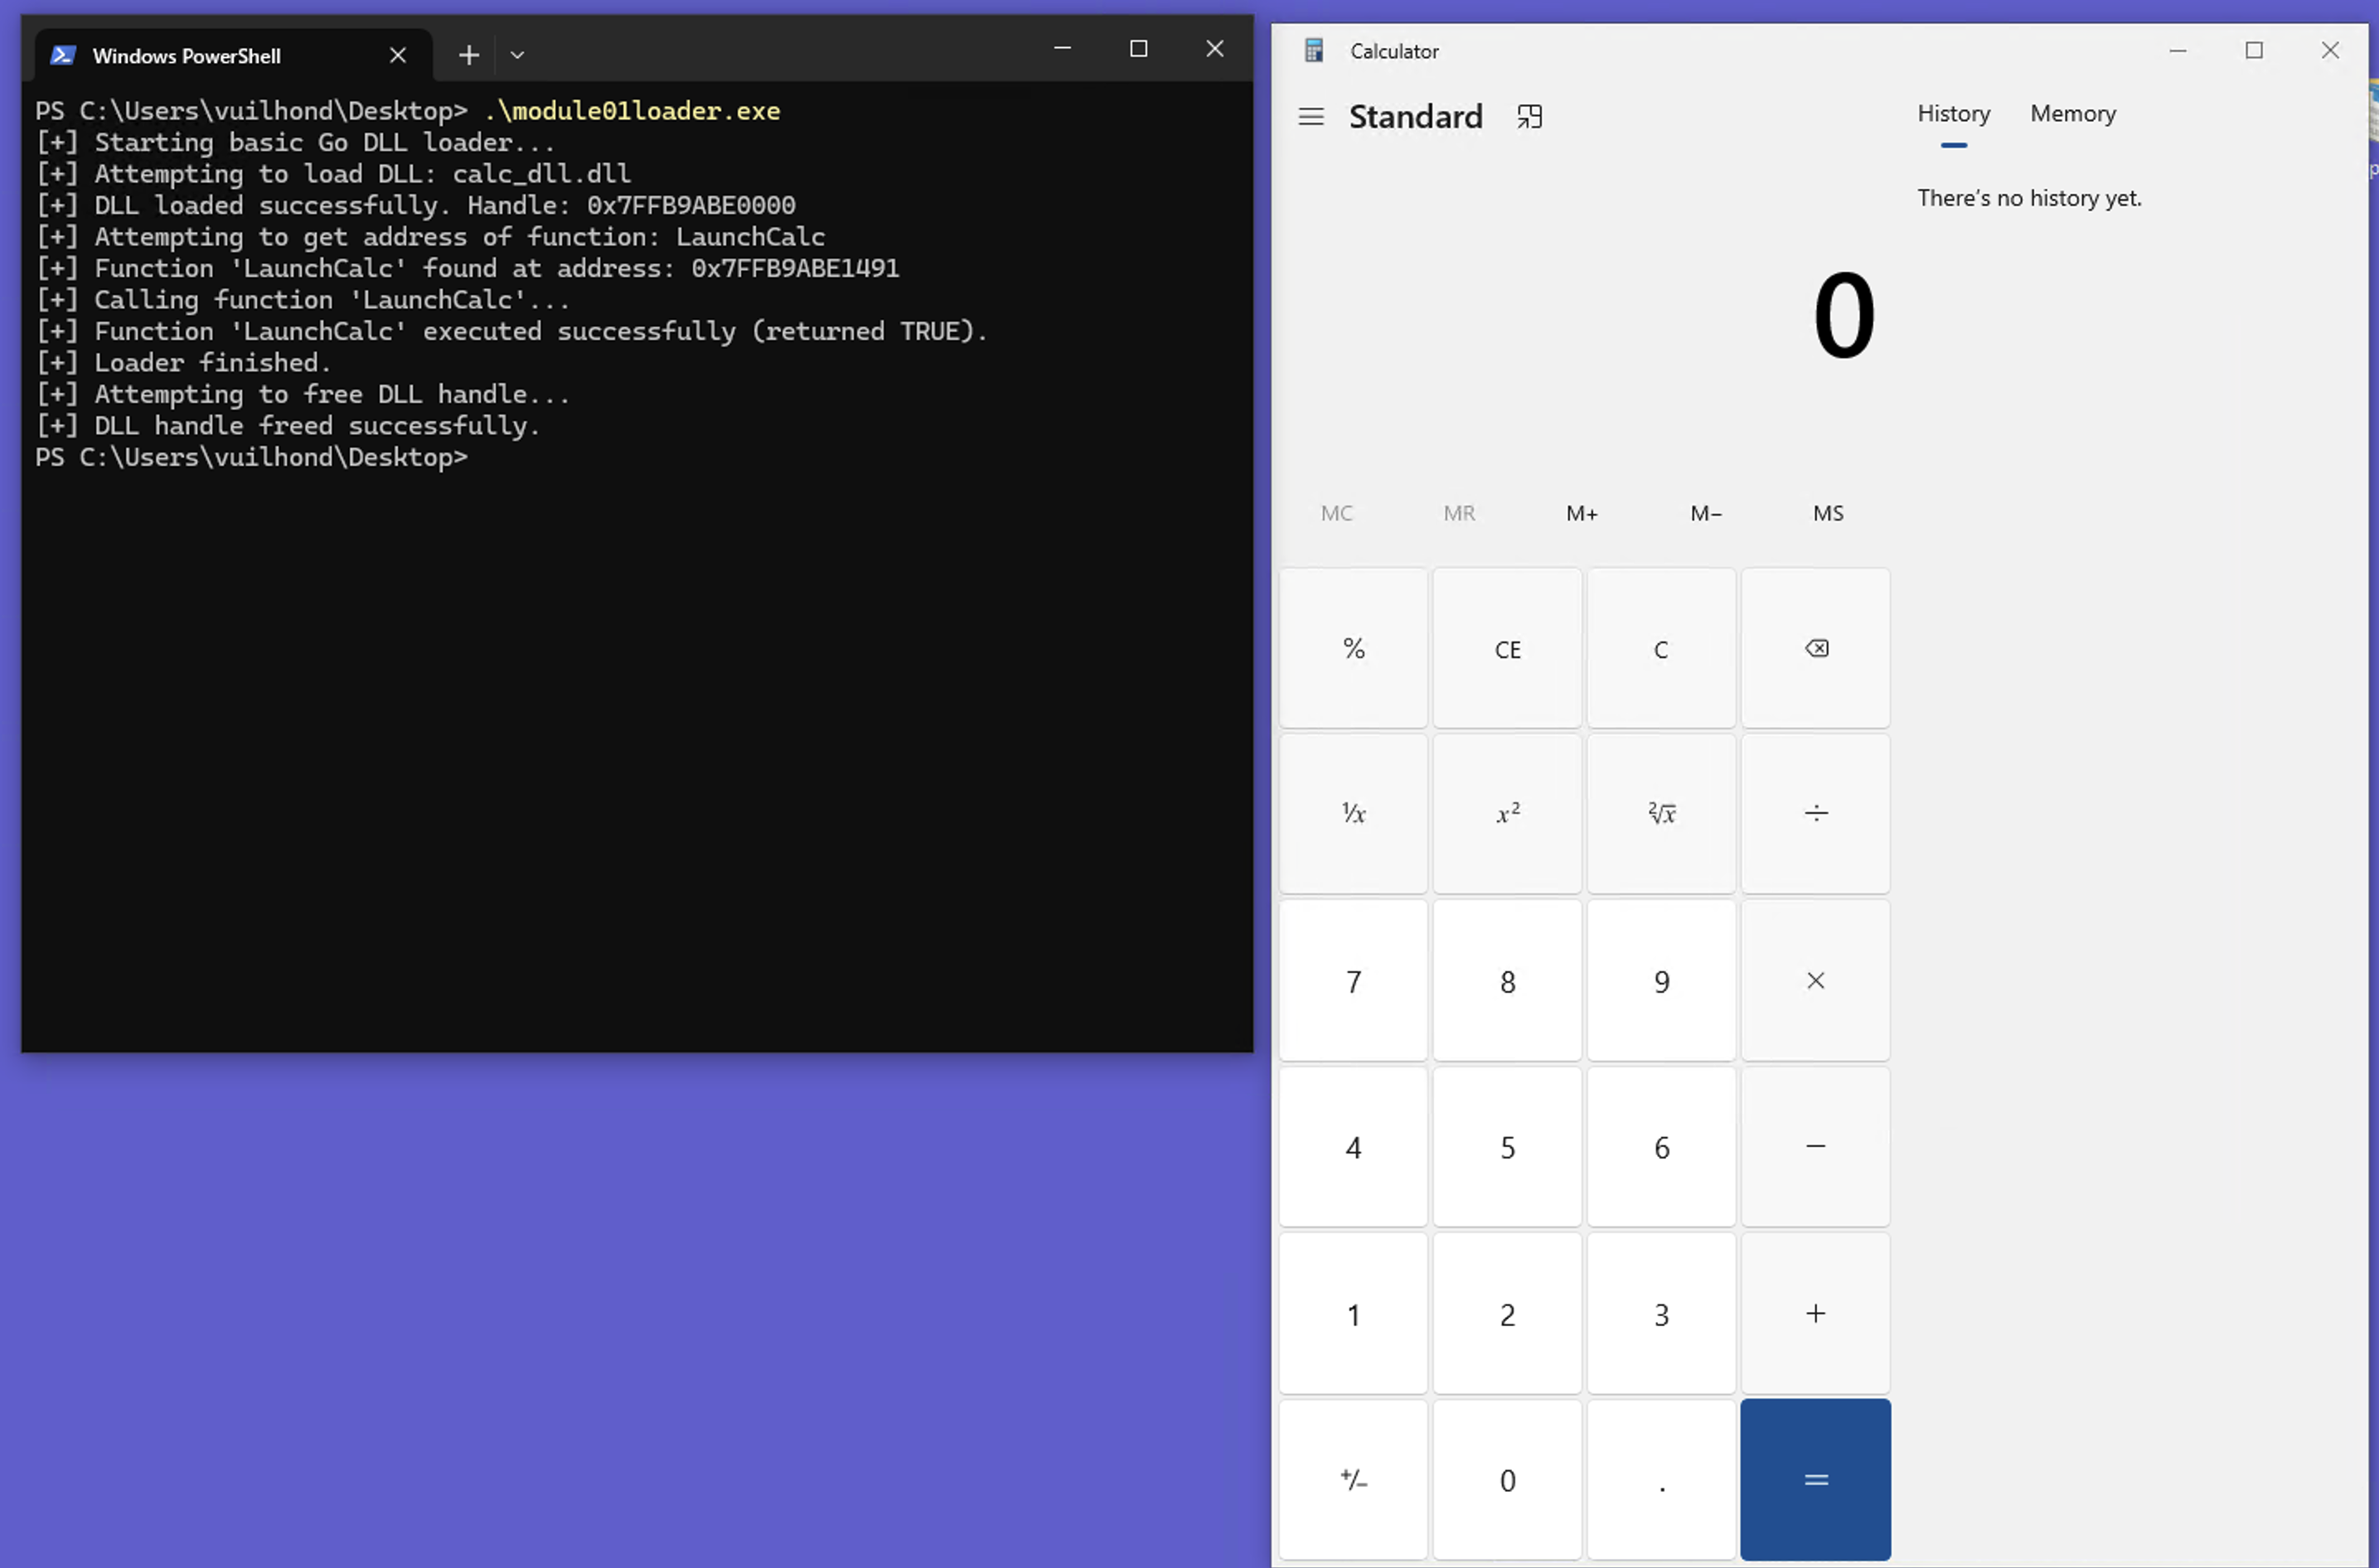 Windows PowerShell
PS C:\Users\vuilhond\Desktop> .\module01loader.exe
[+] Starting basic Go DLL loader...
[+] Attempting to load DLL: calc_dll.dll
[+] DLL loaded successfully. Handle: 0x7FFB9ABE0000
[+] Attempting to get address of function: LaunchCalc
[+] Function 'LaunchCalc' found at address: 0x7FFB9ABE1491
[+] Calling function 'LaunchCalc'...
[+] Function 'LaunchCalc' executed successfully (returned TRUE).
[+] Loader finished.
[+] Attempting to free DLL handle...
[+] DLL handle freed successfully.
PS C:\Users\vuilhond\Desktop>
Calculator
Standard
History Memory
There's no history yet.
0
MC MR M+ M− MS
% CE C
¹/x x² ²√x ÷
7 8 9 ×
4 5 6 −
1 2 3 +
+/− 0 . =